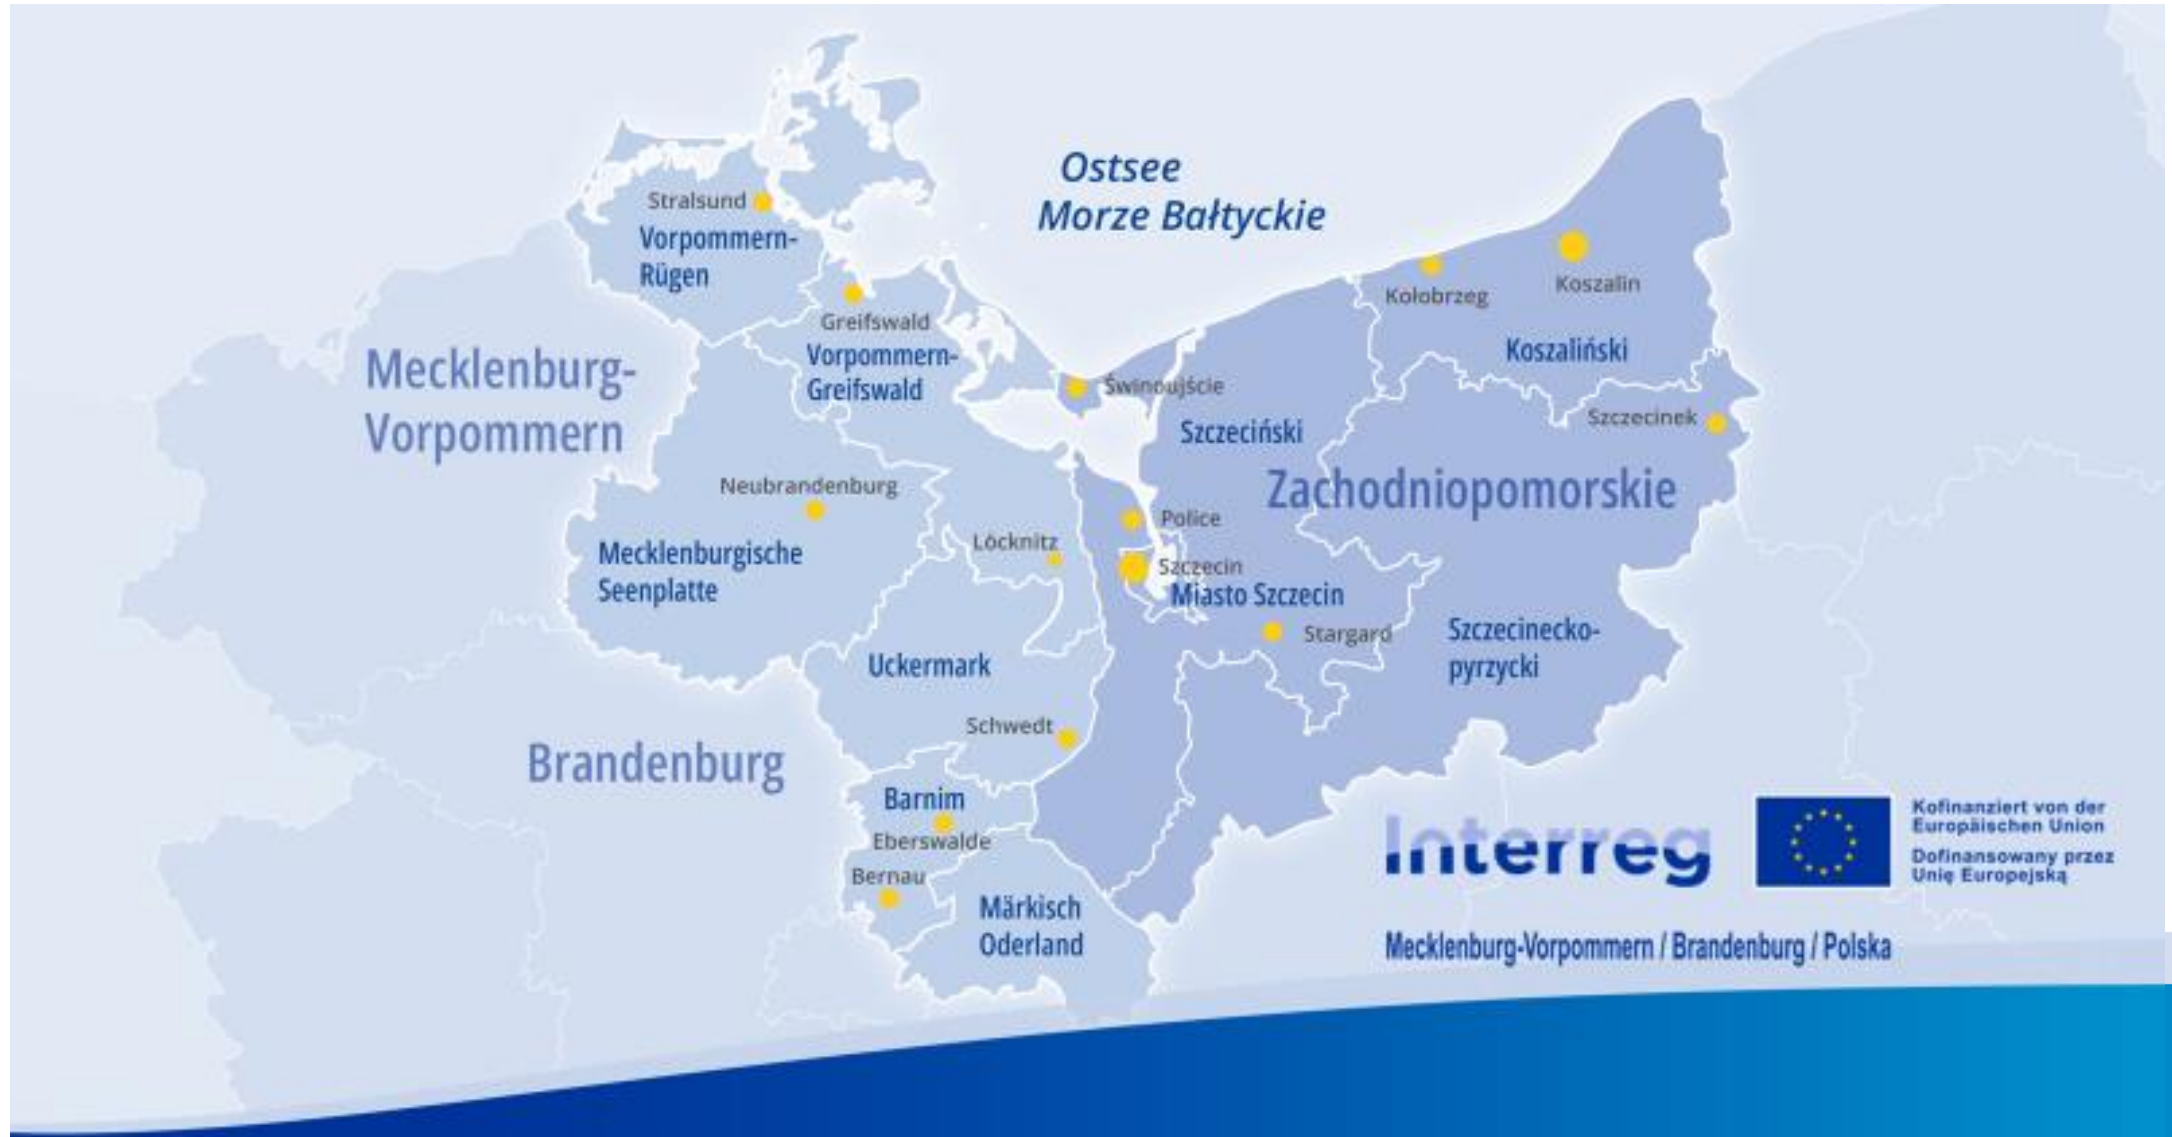 Ostsee
Morze Bałtyckie
Stralsund
Vorpommern-
Rügen
Greifswald
Vorpommern-
Greifswald
Kołobrzeg
Koszalin
Koszaliński
Mecklenburg-
Vorpommern
Świnoujście
Szczeciński
Szczecinek
Zachodniopomorskie
Neubrandenburg
Mecklenburgische
Seenplatte
Löcknitz
Police
Szczecin
Miasto Szczecin
Stargard
Szczecinecko-
pyrzycki
Uckermark
Schwedt
Brandenburg
Barnim
Eberswalde
Bernau
Märkisch
Oderland
Interreg
Kofinanziert von der
Europäischen Union
Dofinansowany przez
Unię Europejską
Mecklenburg-Vorpommern / Brandenburg / Polska